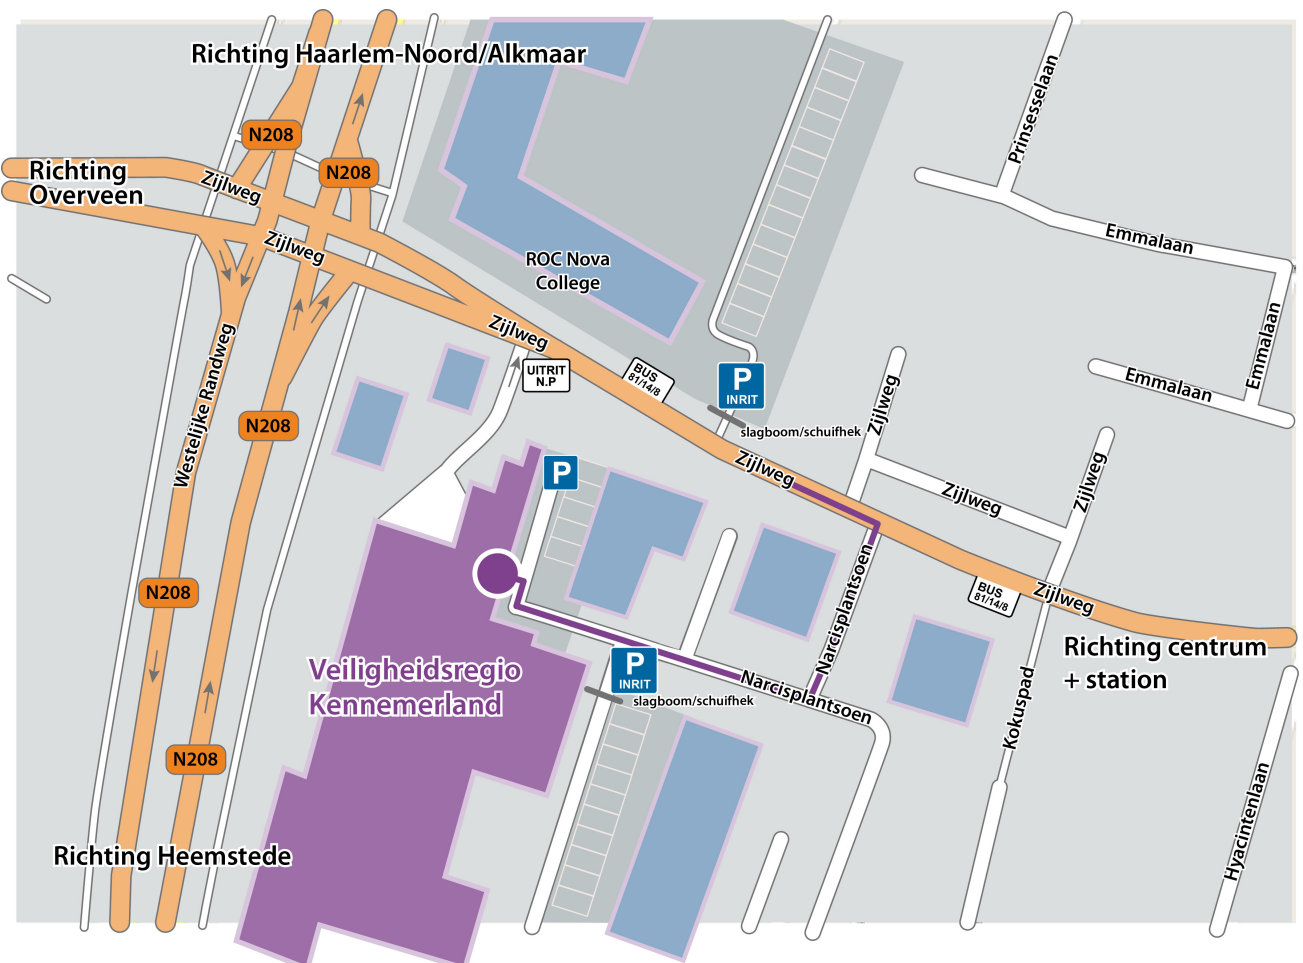 Richting Haarlem-Noord/Alkmaar
N208
N208
Richting
Overveen
Zijlweg
Zijlweg
Prinsesselaan
Emmalaan
Emmalaan
Emmalaan
ROC Nova
College
Zijlweg
UITRIT
N.P
BUS
81/14/8
P
INRIT
slagboom/schuifhek
Zijlweg
Westelijke Randweg
N208
Zijlweg
Zijlweg
Zijlweg
P
N208
BUS
81/14/8
Zijlweg
Narcisplantsoen
Richting centrum
+ station
Veiligheidsregio
Kennemerland
P
INRIT
slagboom/schuifhek
Narcisplantsoen
Kokuspad
N208
Hyacintenlaan
Richting Heemstede